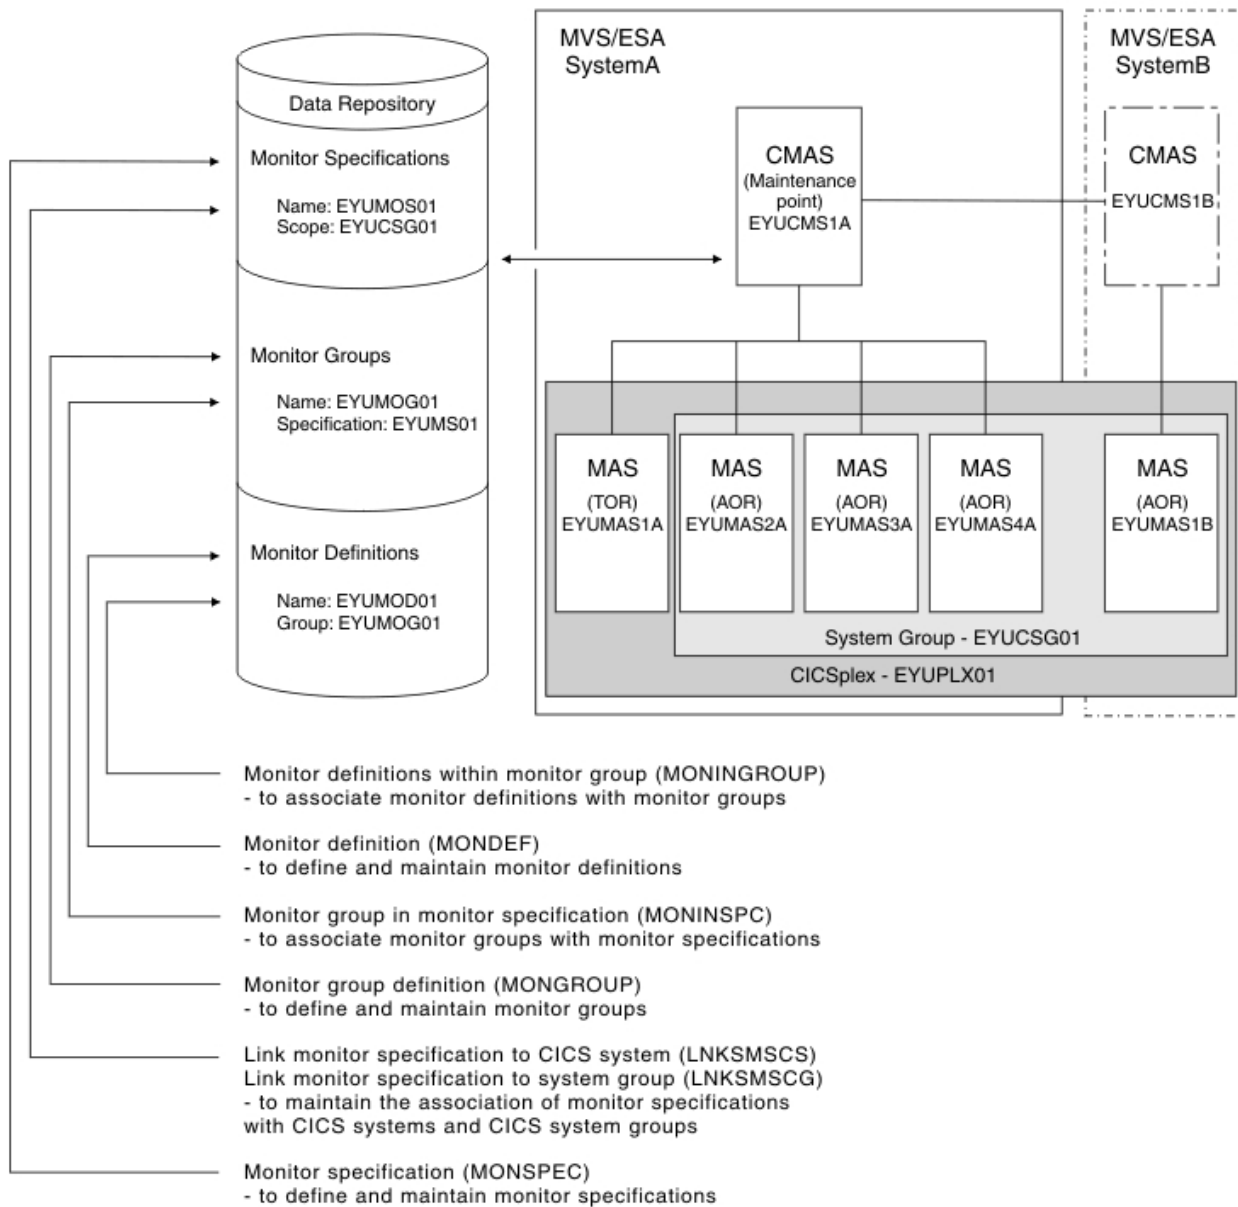 Data Repository
Monitor Specifications
Name: EYUMOS01
Scope: EYUCSG01
Monitor Groups
Name: EYUMOG01
Specification: EYUMS01
Monitor Definitions
Name: EYUMOD01
Group: EYUMOG01
MVS/ESA
SystemA
CMAS
(Maintenance
point)
EYUCMS1A
MVS/ESA
SystemB
CMAS
EYUCMS1B
MAS
(TOR)
EYUMAS1A
MAS
(AOR)
EYUMAS2A
MAS
(AOR)
EYUMAS3A
MAS
(AOR)
EYUMAS4A
MAS
(AOR)
EYUMAS1B
System Group - EYUCSG01
CICSplex - EYUPLX01
Monitor definitions within monitor group (MONINGROUP)
- to associate monitor definitions with monitor groups
Monitor definition (MONDEF)
- to define and maintain monitor definitions
Monitor group in monitor specification (MONINSPC)
- to associate monitor groups with monitor specifications
Monitor group definition (MONGROUP)
- to define and maintain monitor groups
Link monitor specification to CICS system (LNKSMSCS)
Link monitor specification to system group (LNKSMSCG)
- to maintain the association of monitor specifications
with CICS systems and CICS system groups
Monitor specification (MONSPEC)
- to define and maintain monitor specifications